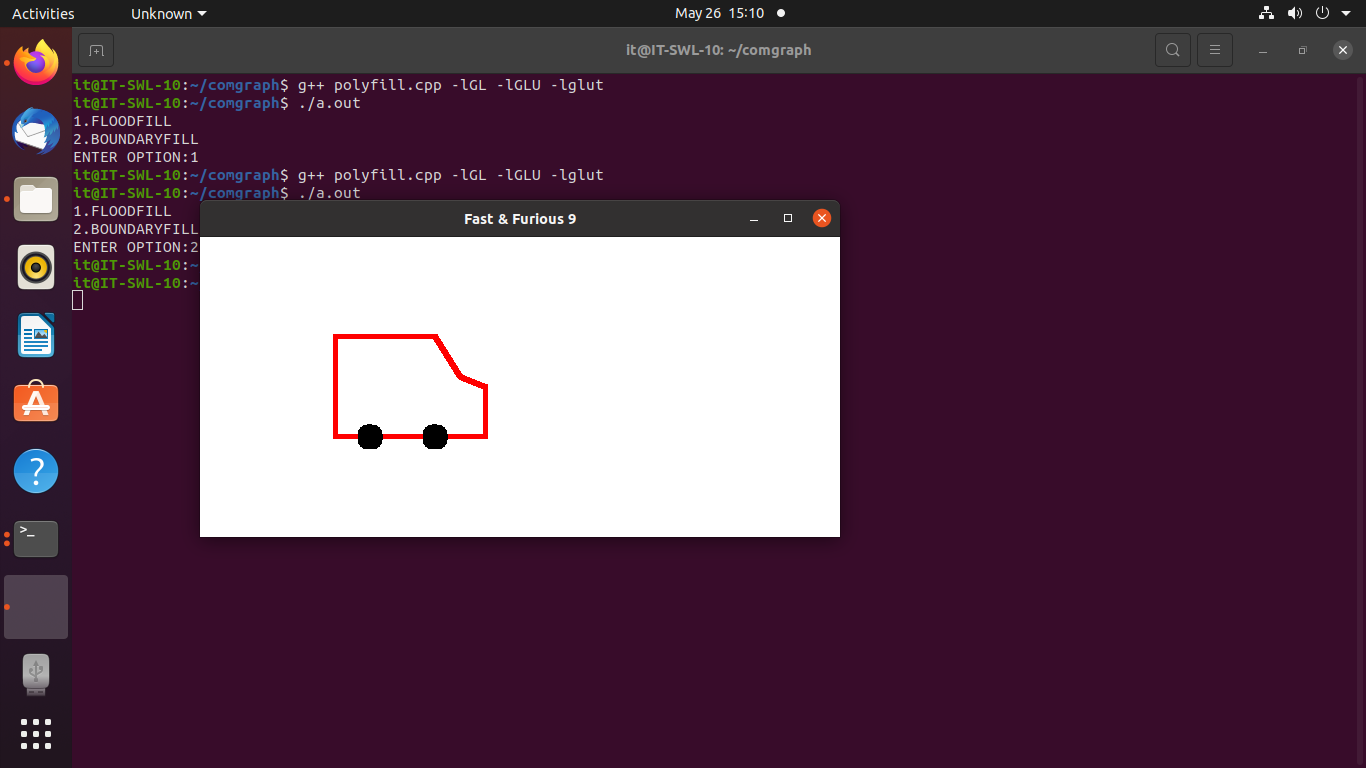 Activities Unknown May 26 15:10
it@IT-SWL-10: ~/comgraph
it@IT-SWL-10:~/comgraph$ g++ polyfill.cpp -lGL -lGLU -lglut
it@IT-SWL-10:~/comgraph$ ./a.out
1.FLOODFILL
2.BOUNDARYFILL
ENTER OPTION:1
it@IT-SWL-10:~/comgraph$ g++ polyfill.cpp -lGL -lGLU -lglut
it@IT-SWL-10:~/comgraph$ ./a.out
1.FLOODFILL
2.BOUNDARYFILL
ENTER OPTION:2
it@IT-SWL-10:~
it@IT-SWL-10:~
Fast & Furious 9